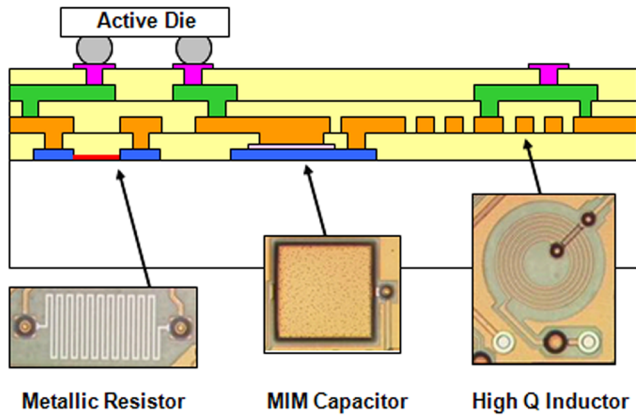 Active Die
Metallic Resistor
MIM Capacitor
High Q Inductor